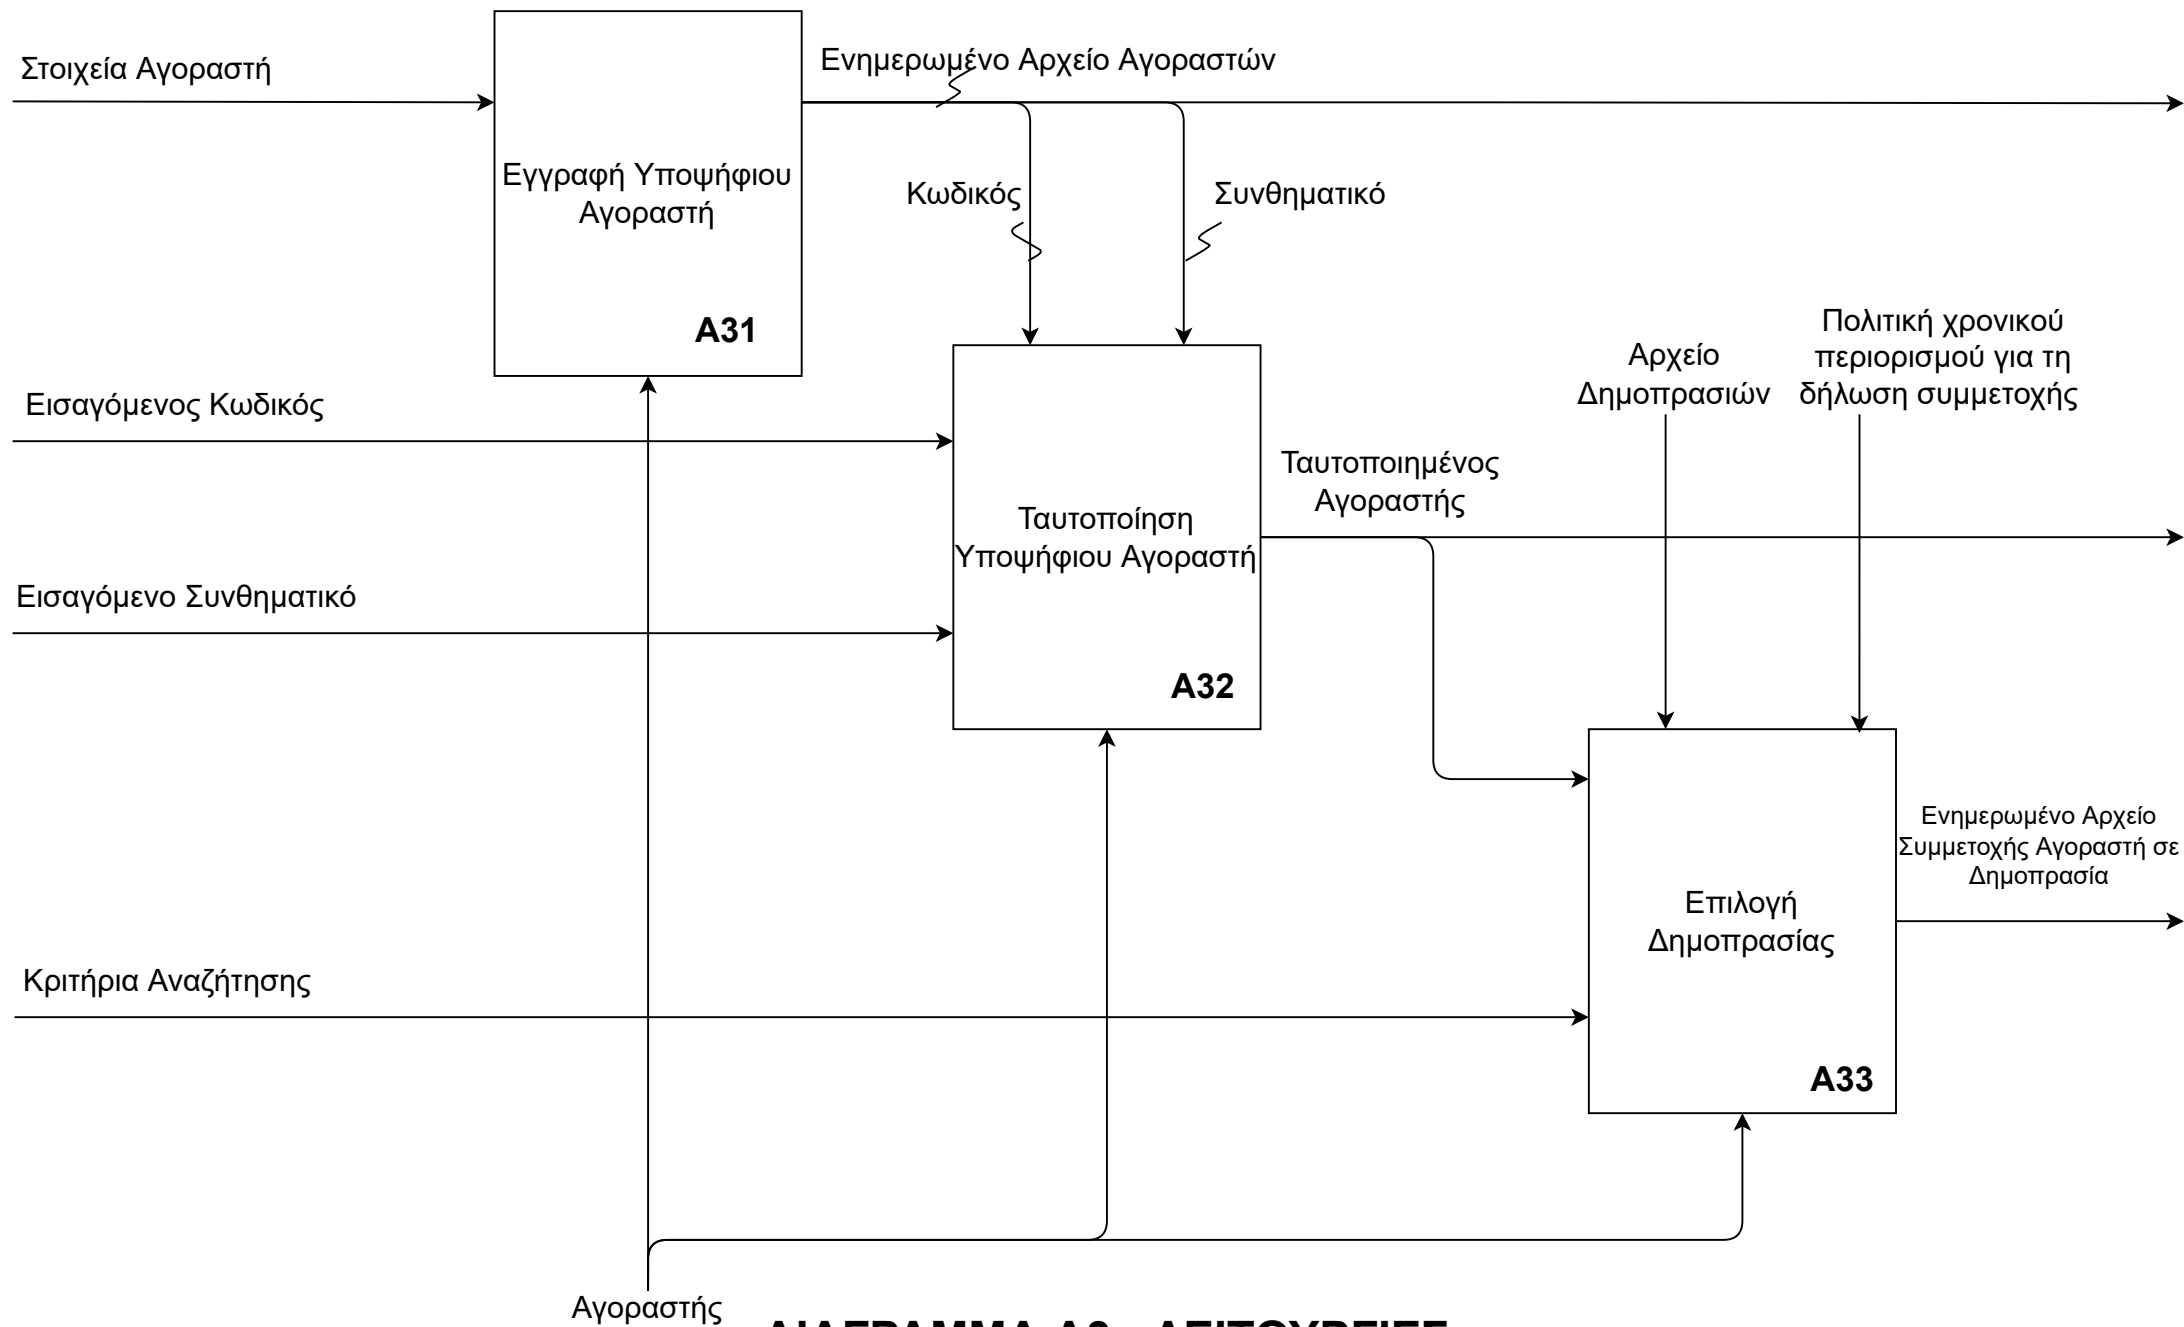 Στοιχεία Αγοραστή
Ενημερωμένο Αρχείο Αγοραστών
Εγγραφή Υποψήφιου
Αγοραστή
A31
Κωδικός
Συνθηματικό
Εισαγόμενος Κωδικός
Εισαγόμενο Συνθηματικό
Ταυτοποίηση
Υποψήφιου Αγοραστή
A32
Ταυτοποιημένος
Αγοραστής
Αρχείο
Δημοπρασιών
Πολιτική χρονικού
περιορισμού για τη
δήλωση συμμετοχής
Επιλογή
Δημοπρασίας
A33
Ενημερωμένο Αρχείο
Συμμετοχής Αγοραστή σε
Δημοπρασία
Κριτήρια Αναζήτησης
Αγοραστής